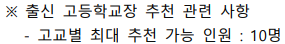 ※ 출신 고등학교장 추천 관련 사항
- 고교별 최대 추천 가능 인원 : 10명